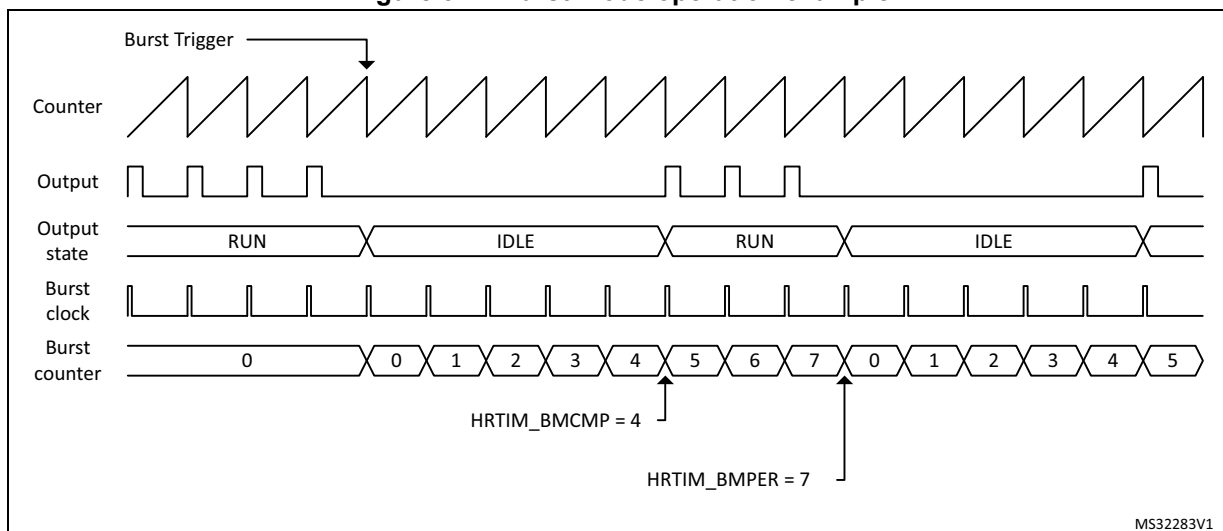 Burst Trigger
Counter
Output
Output
state
RUN IDLE RUN IDLE
Burst
clock
Burst
counter
0 0 1 2 3 4 5 6 7 0 1 2 3 4 5
HRTIM_BMCMP = 4
HRTIM_BMPER = 7
MS32283V1